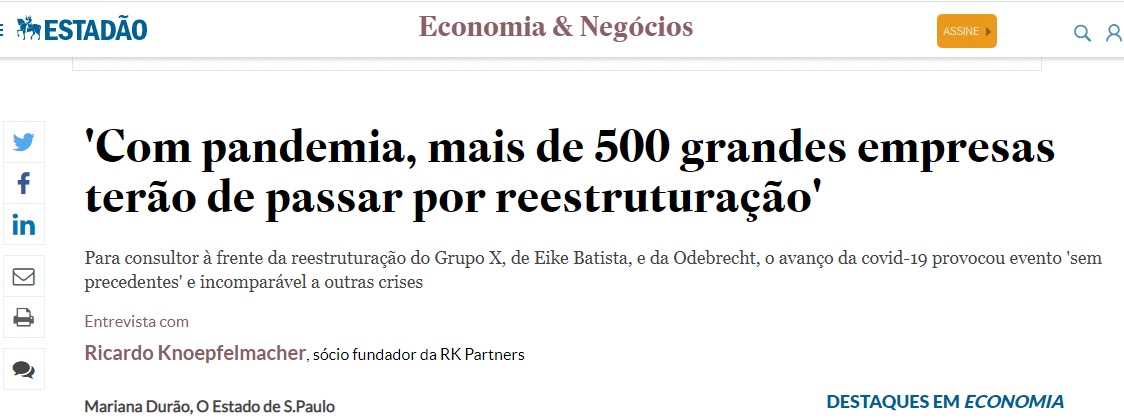 ESTADÃO
Economia & Negócios
ASSINE
'Com pandemia, mais de 500 grandes empresas
terão de passar por reestruturação'
Para consultor à frente da reestruturação do Grupo X, de Eike Batista, e da Odebrecht, o avanço da covid-19 provocou evento 'sem
precedentes' e incomparável a outras crises
Entrevista com
Ricardo Knoepfelmacher, sócio fundador da RK Partners
Mariana Durão, O Estado de S.Paulo
DESTAQUES EM ECONOMIA